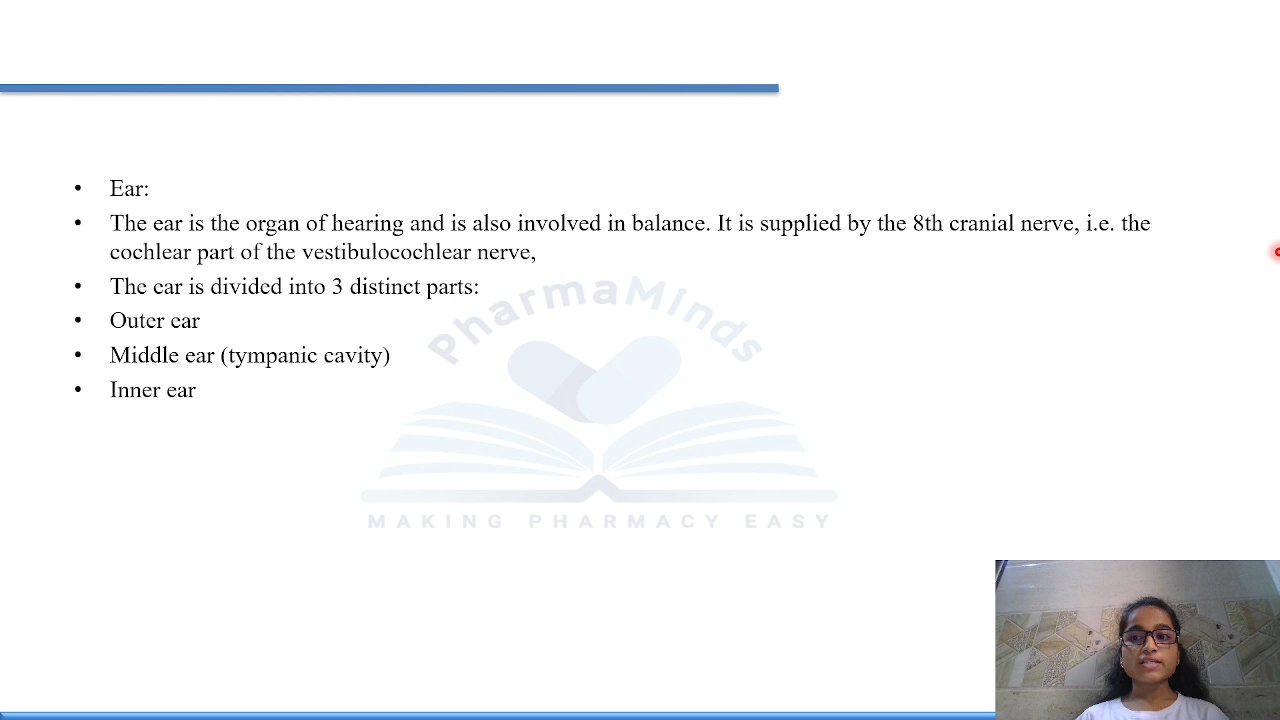 • Ear:
• The ear is the organ of hearing and is also involved in balance. It is supplied by the 8th cranial nerve, i.e. the
cochlear part of the vestibulocochlear nerve,
• The ear is divided into 3 distinct parts:
• Outer ear
• Middle ear (tympanic cavity)
• Inner ear
PharmaMinds
MAKING PHARMACY EASY